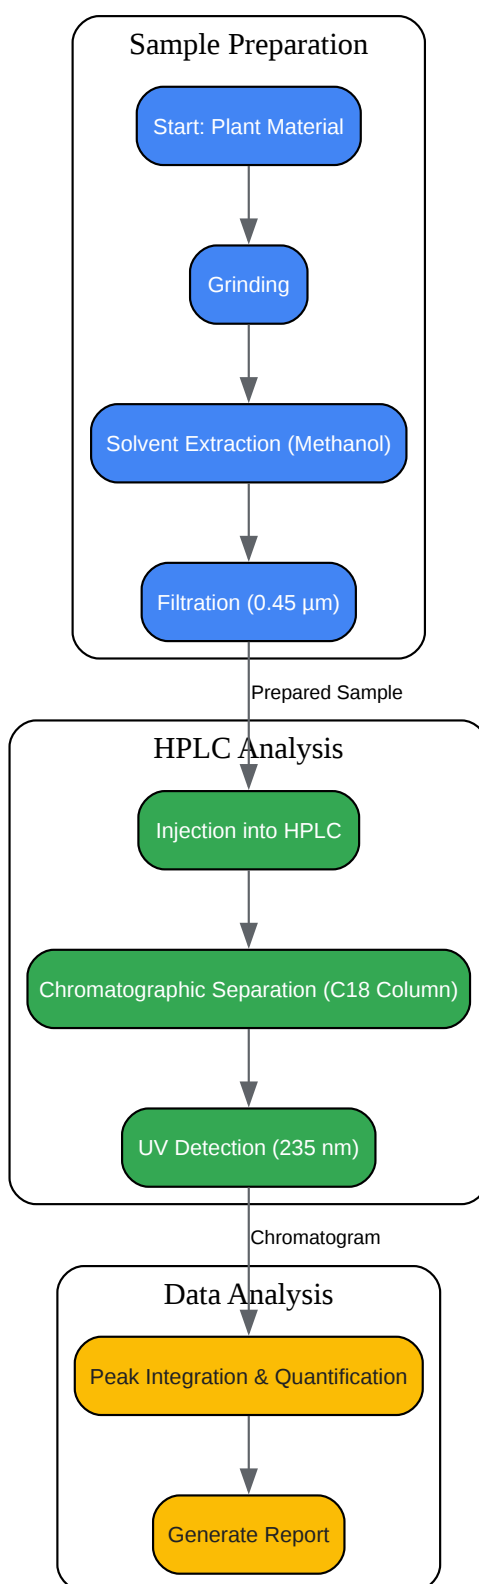 Sample Preparation
Start: Plant Material
Grinding
Solvent Extraction (Methanol)
Filtration (0.45 µm)
Prepared Sample
HPLC Analysis
Injection into HPLC
Chromatographic Separation (C18 Column)
UV Detection (235 nm)
Chromatogram
Data Analysis
Peak Integration & Quantification
Generate Report